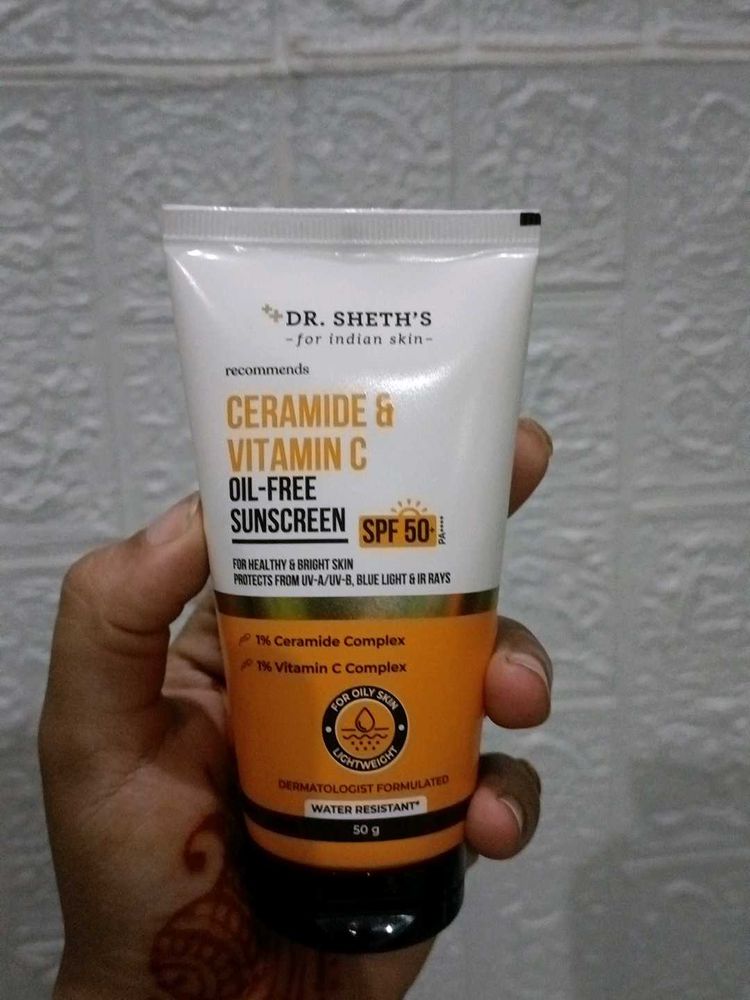 DR. SHETH'S
-for indian skin-
recommends
CERAMIDE &
VITAMIN C
OIL-FREE
SUNSCREEN
SPF 50+
PA++++
FOR HEALTHY & BRIGHT SKIN
PROTECTS FROM UV-A/UV-B, BLUE LIGHT & IR RAYS
1% Ceramide Complex
1% Vitamin C Complex
FOR OILY SKIN
LIGHTWEIGHT
DERMATOLOGIST FORMULATED
WATER RESISTANT*
50 g